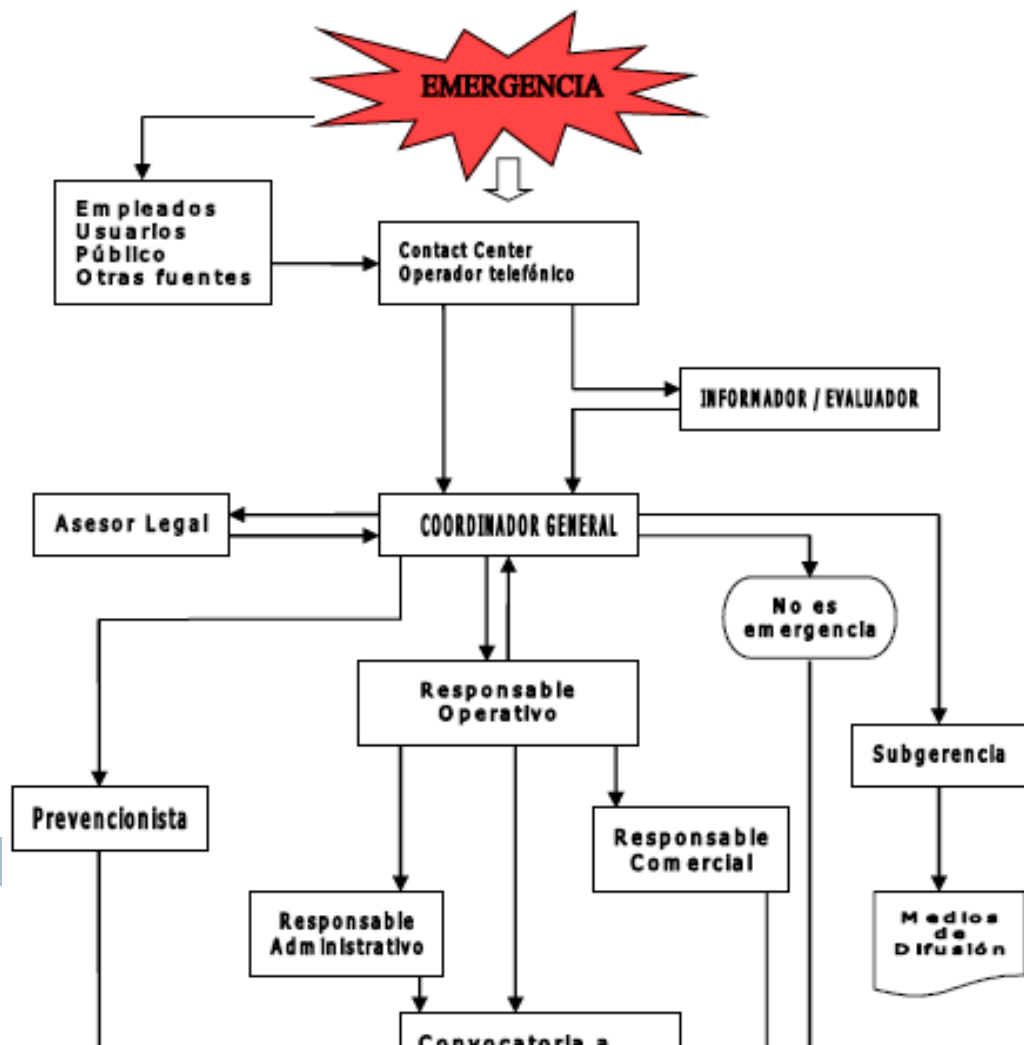 EMERGENCIA
Empleados
Usuarios
Público
Otras fuentes
Contact Center
Operador telefónico
INFORMADOR / EVALUADOR
Asesor Legal
COORDINADOR GENERAL
No es
emergencia
Responsable
Operativo
Subgerencia
Prevencionista
Responsable
Comercial
Responsable
Administrativo
Medios
de
Difusión
Convocatoria a